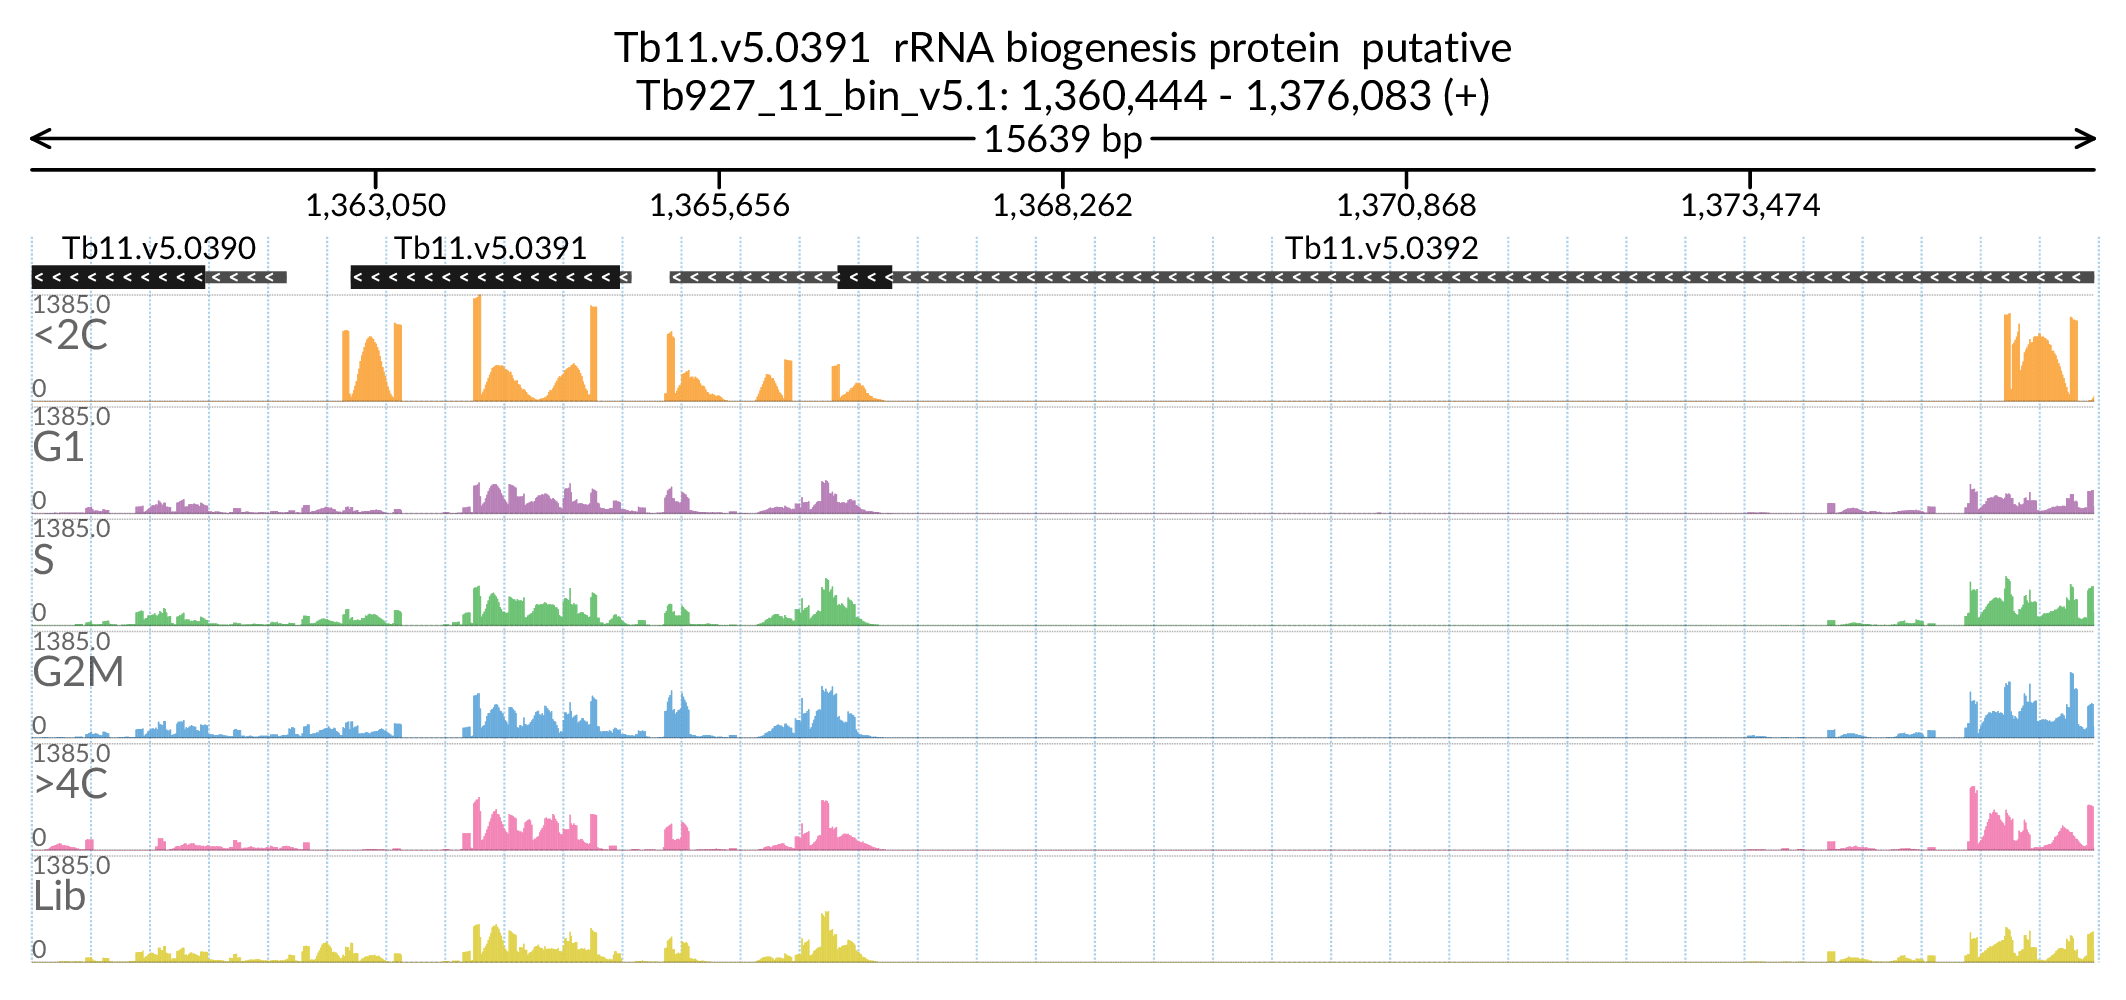 Tb11.v5.0391  rRNA biogenesis protein  putative
Tb927_11_bin_v5.1: 1,360,444 - 1,376,083 (+)
15639 bp
1,363,050 1,365,656 1,368,262 1,370,868 1,373,474
Tb11.v5.0390 Tb11.v5.0391 Tb11.v5.0392
1385.0
<2C
0
1385.0
G1
0
1385.0
S
0
1385.0
G2M
0
1385.0
>4C
0
1385.0
Lib
0